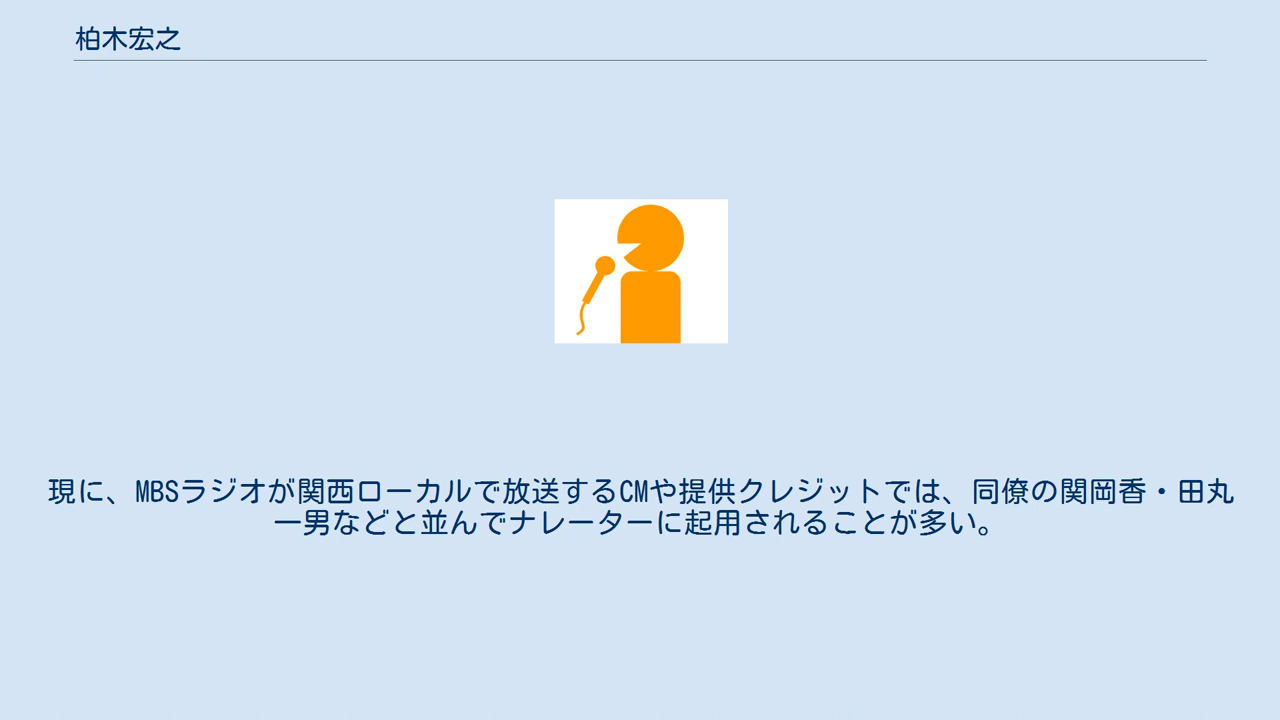 柏木宏之
現に、MBSラジオが関西ローカルで放送するCMや提供クレジットでは、同僚の関岡香・田丸
一男などと並んでナレーターに起用されることが多い。